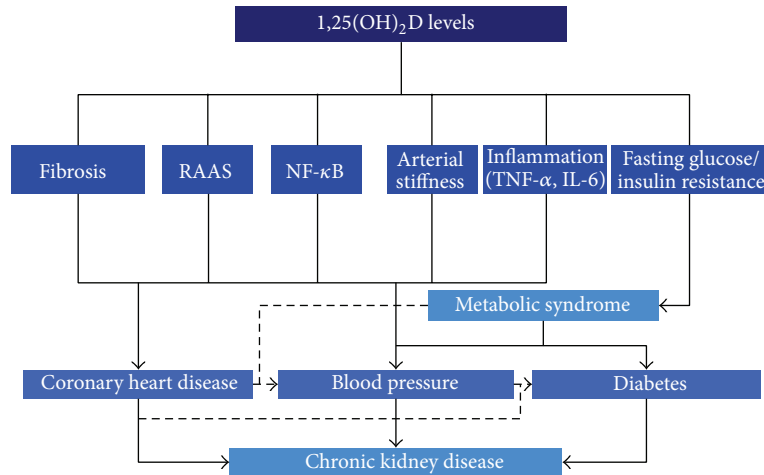 1,25(OH)₂D levels
Fibrosis
RAAS
NF-κB
Arterial
stiffness
Inflammation
(TNF-α, IL-6)
Fasting glucose/
insulin resistance
Metabolic syndrome
Coronary heart disease
Blood pressure
Diabetes
Chronic kidney disease